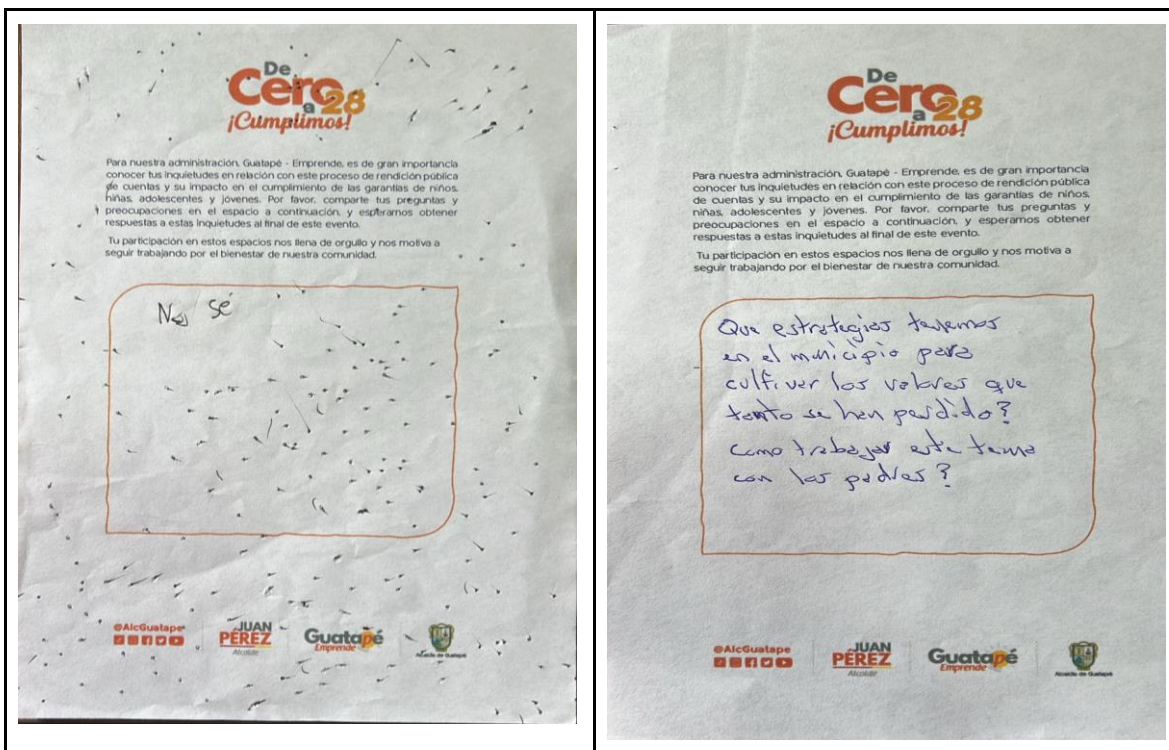 De
Cero
a 28
¡Cumplimos!
Para nuestra administración, Guatapé - Emprende, es de gran importancia
conocer tus inquietudes en relación con este proceso de rendición pública
de cuentas y su impacto en el cumplimiento de las garantías de niños,
niñas, adolescentes y jóvenes. Por favor, comparte tus preguntas y
preocupaciones en el espacio a continuación, y esperamos obtener
respuestas a estas inquietudes al final de este evento.
Tu participación en estos espacios nos llena de orgullo y nos motiva a
seguir trabajando por el bienestar de nuestra comunidad.
No sé
@AlcGuatape
JUAN
PÉREZ
Alcalde
Guatapé
Emprende
Alcaldía de Guatapé
De
Cero
a 28
¡Cumplimos!
Para nuestra administración, Guatapé - Emprende, es de gran importancia
conocer tus inquietudes en relación con este proceso de rendición pública
de cuentas y su impacto en el cumplimiento de las garantías de niños,
niñas, adolescentes y jóvenes. Por favor, comparte tus preguntas y
preocupaciones en el espacio a continuación, y esperamos obtener
respuestas a estas inquietudes al final de este evento.
Tu participación en estos espacios nos llena de orgullo y nos motiva a
seguir trabajando por el bienestar de nuestra comunidad.
Que estrategias tenemos
en el municipio para
cultivar los valores que
tanto se han perdido?
Como trabajar este tema
con los padres?
@AlcGuatape
JUAN
PÉREZ
Alcalde
Guatapé
Emprende
Alcaldía de Guatapé